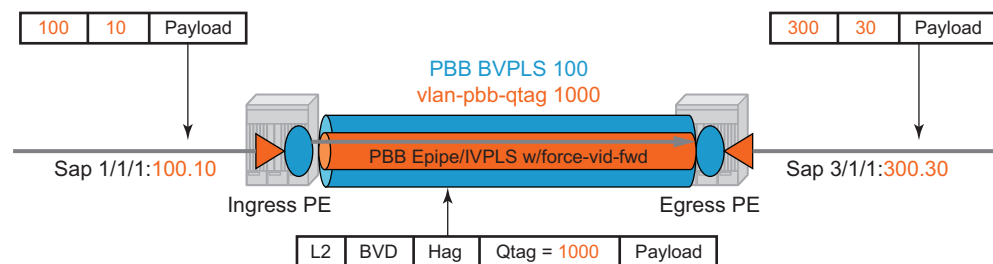 100 10 Payload
300 30 Payload
PBB BVPLS 100
vlan-pbb-qtag 1000
PBB Epipe/IVPLS w/force-vid-fwd
Sap 1/1/1:100.10
Sap 3/1/1:300.30
Ingress PE
Egress PE
L2 BVD Hag Qtag = 1000 Payload